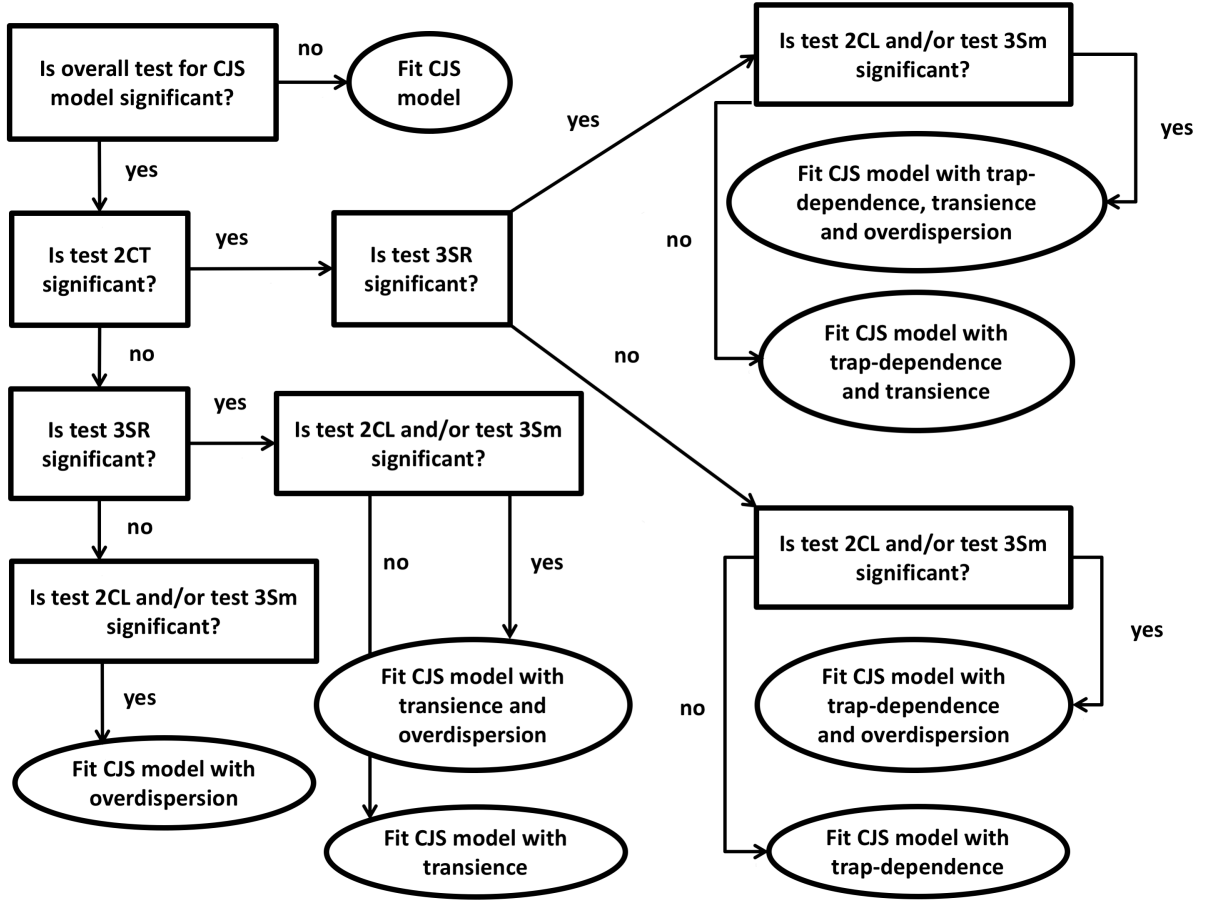 Is overall test for CJS
model significant?
no
Fit CJS
model
yes
Is test 2CT
significant?
yes
Is test 3SR
significant?
yes
Is test 2CL and/or test 3Sm
significant?
yes
Fit CJS model with trap-
dependence, transience
and overdispersion
no
Fit CJS model with
trap-dependence
and transience
no
Is test 2CL and/or test 3Sm
significant?
yes
Fit CJS model with
trap-dependence
and overdispersion
no
Fit CJS model with
trap-dependence
no
Is test 3SR
significant?
yes
Is test 2CL and/or test 3Sm
significant?
no
yes
Fit CJS model with
transience and
overdispersion
Fit CJS model with
transience
no
Is test 2CL and/or test 3Sm
significant?
yes
Fit CJS model with
overdispersion